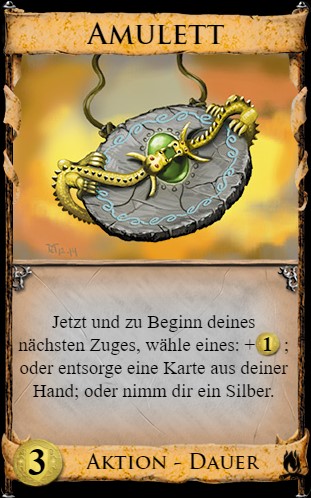 AMULETT
Jetzt und zu Beginn deines
nächsten Zuges, wähle eines: +1;
oder entsorge eine Karte aus deiner
Hand; oder nimm dir ein Silber.
3 AKTION - DAUER